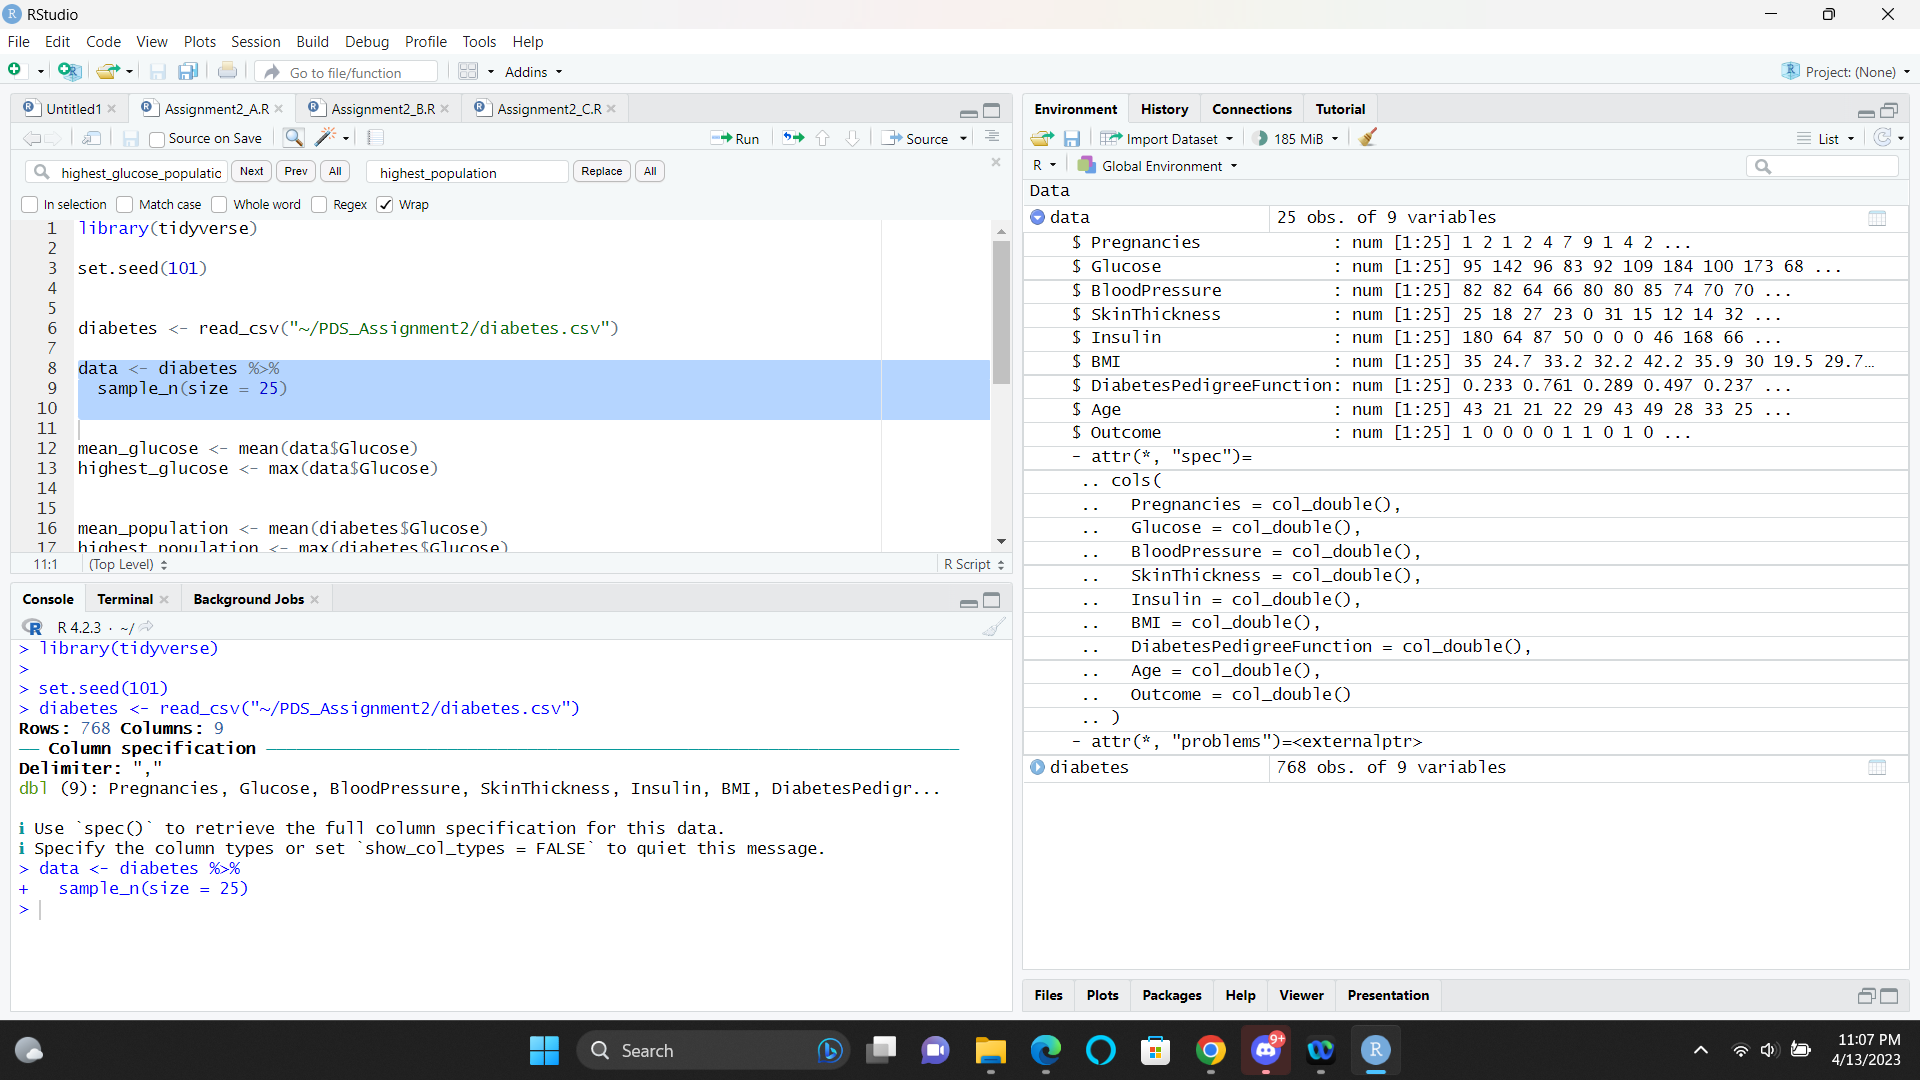 RStudio
File Edit Code View Plots Session Build Debug Profile Tools Help
Go to file/function Addins Project: (None)
Untitled1 Assignment2_A.R Assignment2_B.R Assignment2_C.R
Source on Save Run Source
highest_glucose_populatio Next Prev All highest_population Replace All
In selection Match case Whole word Regex Wrap
1 library(tidyverse)
2
3 set.seed(101)
4
5
6 diabetes <- read_csv("~/PDS_Assignment2/diabetes.csv")
7
8 data <- diabetes %>%
9 sample_n(size = 25)
10
11
12 mean_glucose <- mean(data$Glucose)
13 highest_glucose <- max(data$Glucose)
14
15
16 mean_population <- mean(diabetes$Glucose)
17 highest_population <- max(diabetes$Glucose)
11:1 (Top Level) R Script
Console Terminal Background Jobs
R 4.2.3 · ~/
> library(tidyverse)
>
> set.seed(101)
> diabetes <- read_csv("~/PDS_Assignment2/diabetes.csv")
Rows: 768 Columns: 9
── Column specification ──────────
Delimiter: ","
dbl (9): Pregnancies, Glucose, BloodPressure, SkinThickness, Insulin, BMI, DiabetesPedigr...
ℹ Use `spec()` to retrieve the full column specification for this data.
ℹ Specify the column types or set `show_col_types = FALSE` to quiet this message.
> data <- diabetes %>%
+ sample_n(size = 25)
>
Environment History Connections Tutorial
Import Dataset 185 MiB List
R Global Environment
Data
data 25 obs. of 9 variables
$ Pregnancies : num [1:25] 1 2 1 2 4 7 9 1 4 2 ...
$ Glucose : num [1:25] 95 142 96 83 92 109 184 100 173 68 ...
$ BloodPressure : num [1:25] 82 82 64 66 80 80 85 74 70 70 ...
$ SkinThickness : num [1:25] 25 18 27 23 0 31 15 12 14 32 ...
$ Insulin : num [1:25] 180 64 87 50 0 0 0 46 168 66 ...
$ BMI : num [1:25] 35 24.7 33.2 32.2 42.2 35.9 30 19.5 29.7…
$ DiabetesPedigreeFunction: num [1:25] 0.233 0.761 0.289 0.497 0.237 ...
$ Age : num [1:25] 43 21 21 22 29 43 49 28 33 25 ...
$ Outcome : num [1:25] 1 0 0 0 0 1 1 0 1 0 ...
- attr(*, "spec")=
.. cols(
.. Pregnancies = col_double(),
.. Glucose = col_double(),
.. BloodPressure = col_double(),
.. SkinThickness = col_double(),
.. Insulin = col_double(),
.. BMI = col_double(),
.. DiabetesPedigreeFunction = col_double(),
.. Age = col_double(),
.. Outcome = col_double()
.. )
- attr(*, "problems")=<externalptr>
diabetes 768 obs. of 9 variables
Files Plots Packages Help Viewer Presentation
Search 9+ 11:07 PM
4/13/2023